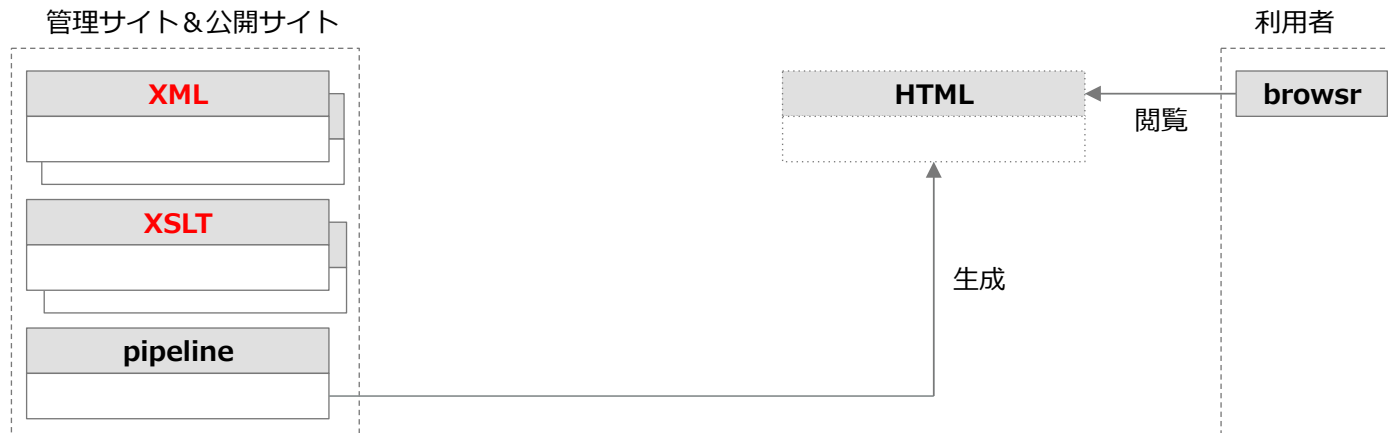 管理サイト＆公開サイト
利用者
XML
HTML
browsr
閲覧
XSLT
生成
pipeline